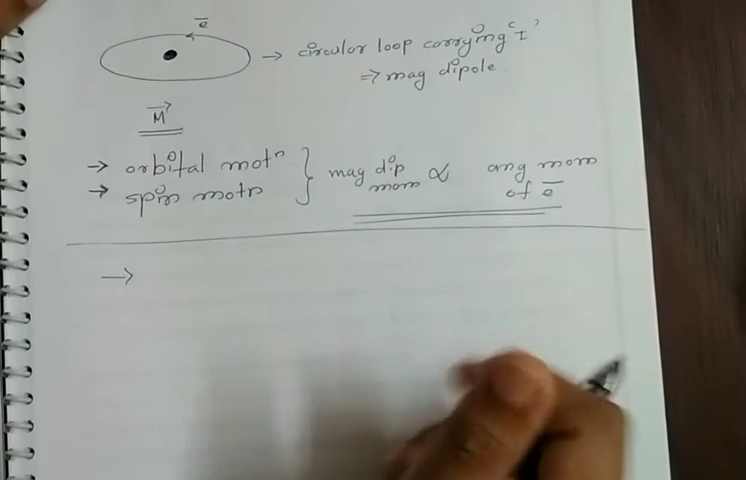 e̅
→ circular loop carrying 'I'
⇒ mag dipole.
M⃗
→ orbital motⁿ } mag dip mom ∝ ang mom of e̅
→ spin motn
→